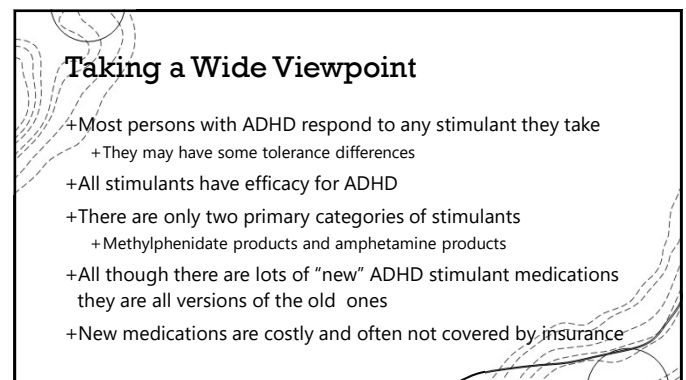 Taking a Wide Viewpoint
+Most persons with ADHD respond to any stimulant they take
+They may have some tolerance differences
+All stimulants have efficacy for ADHD
+There are only two primary categories of stimulants
+Methylphenidate products and amphetamine products
+All though there are lots of “new” ADHD stimulant medications
they are all versions of the old ones
+New medications are costly and often not covered by insurance